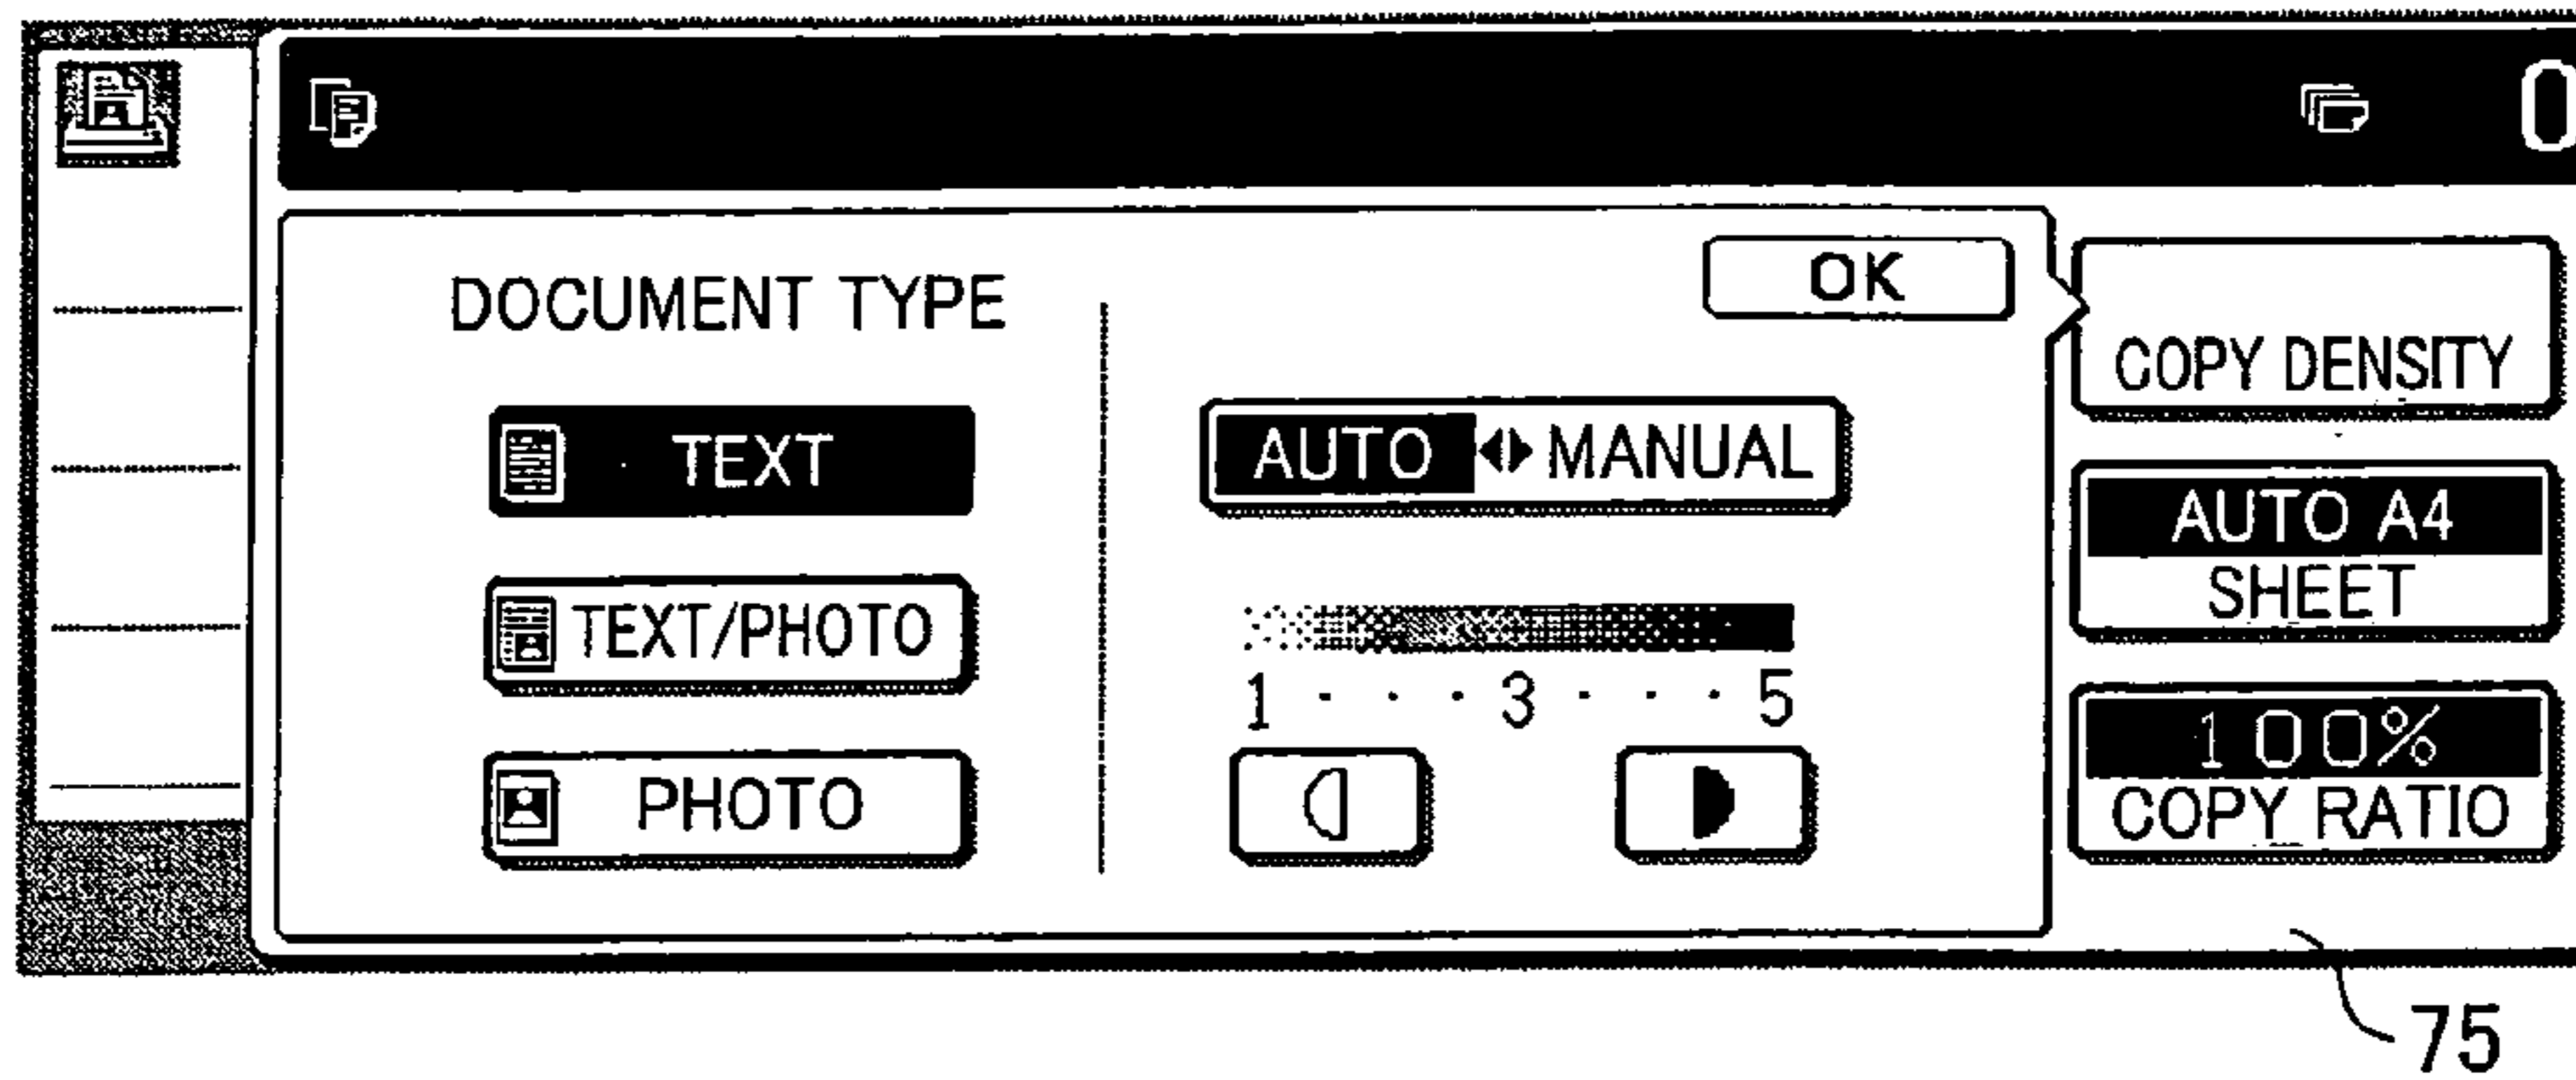 0
OK
DOCUMENT TYPE
COPY DENSITY
TEXT
AUTO MANUAL
AUTO A4
SHEET
TEXT/PHOTO
1 · · · 3 · · · 5
100%
COPY RATIO
PHOTO
75